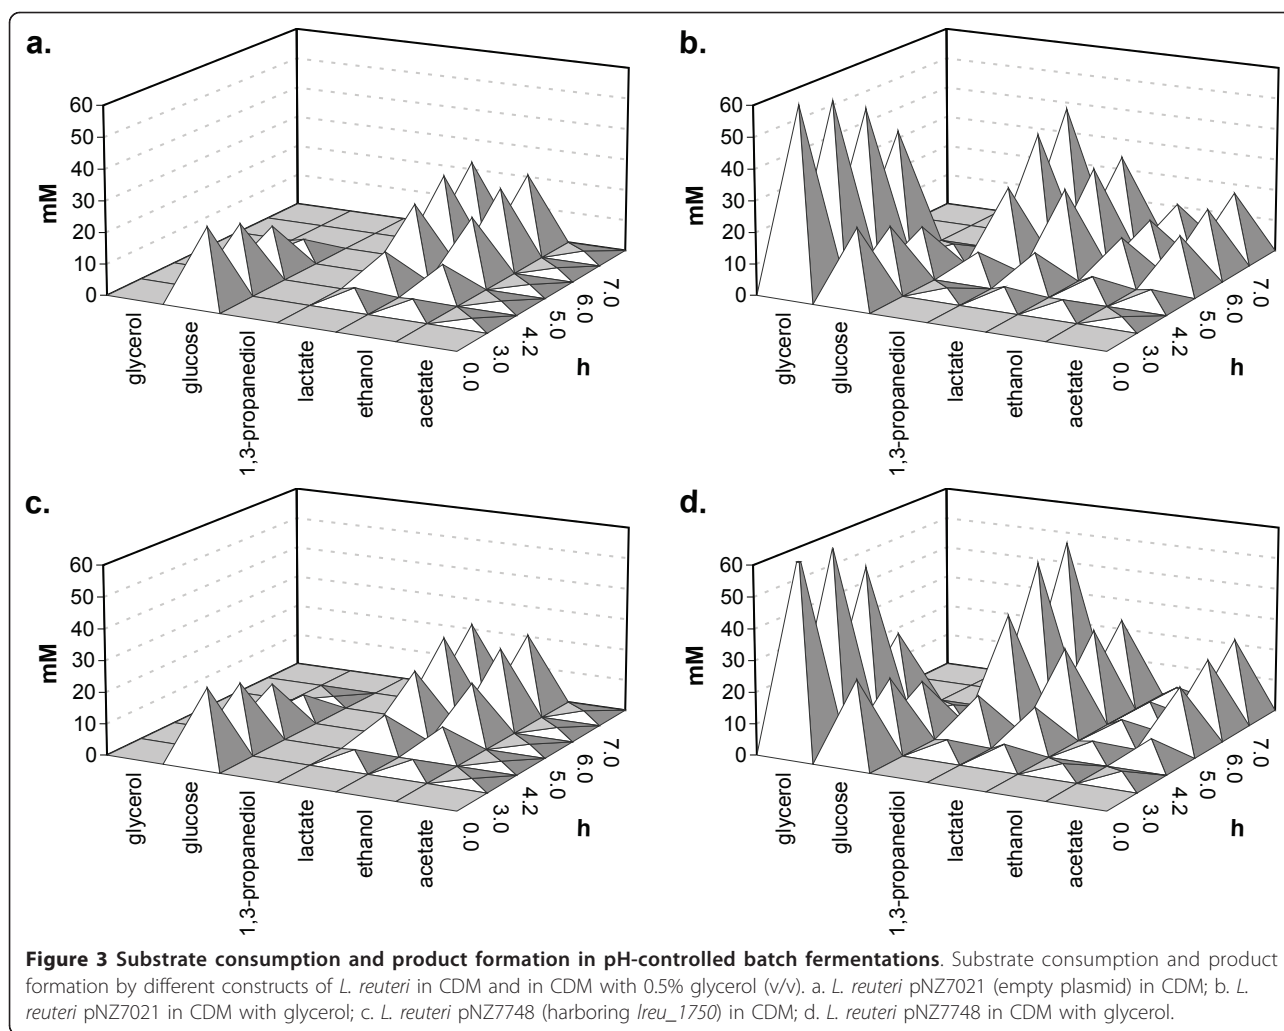 a.
60
50
40
30
20
10
0
mM
glycerol
glucose
1,3-propanediol
lactate
ethanol
acetate
0.0
3.0
4.2
5.0
6.0
7.0
h
b.
60
50
40
30
20
10
0
mM
glycerol
glucose
1,3-propanediol
lactate
ethanol
acetate
0.0
3.0
4.2
5.0
6.0
7.0
h
c.
60
50
40
30
20
10
0
mM
glycerol
glucose
1,3-propanediol
lactate
ethanol
acetate
0.0
3.0
4.2
5.0
6.0
7.0
h
d.
60
50
40
30
20
10
0
mM
glycerol
glucose
1,3-propanediol
lactate
ethanol
acetate
0.0
3.0
4.2
5.0
6.0
7.0
h
Figure 3 Substrate consumption and product formation in pH-controlled batch fermentations. Substrate consumption and product
formation by different constructs of L. reuteri in CDM and in CDM with 0.5% glycerol (v/v). a. L. reuteri pNZ7021 (empty plasmid) in CDM; b. L.
reuteri pNZ7021 in CDM with glycerol; c. L. reuteri pNZ7748 (harboring lreu_1750) in CDM; d. L. reuteri pNZ7748 in CDM with glycerol.